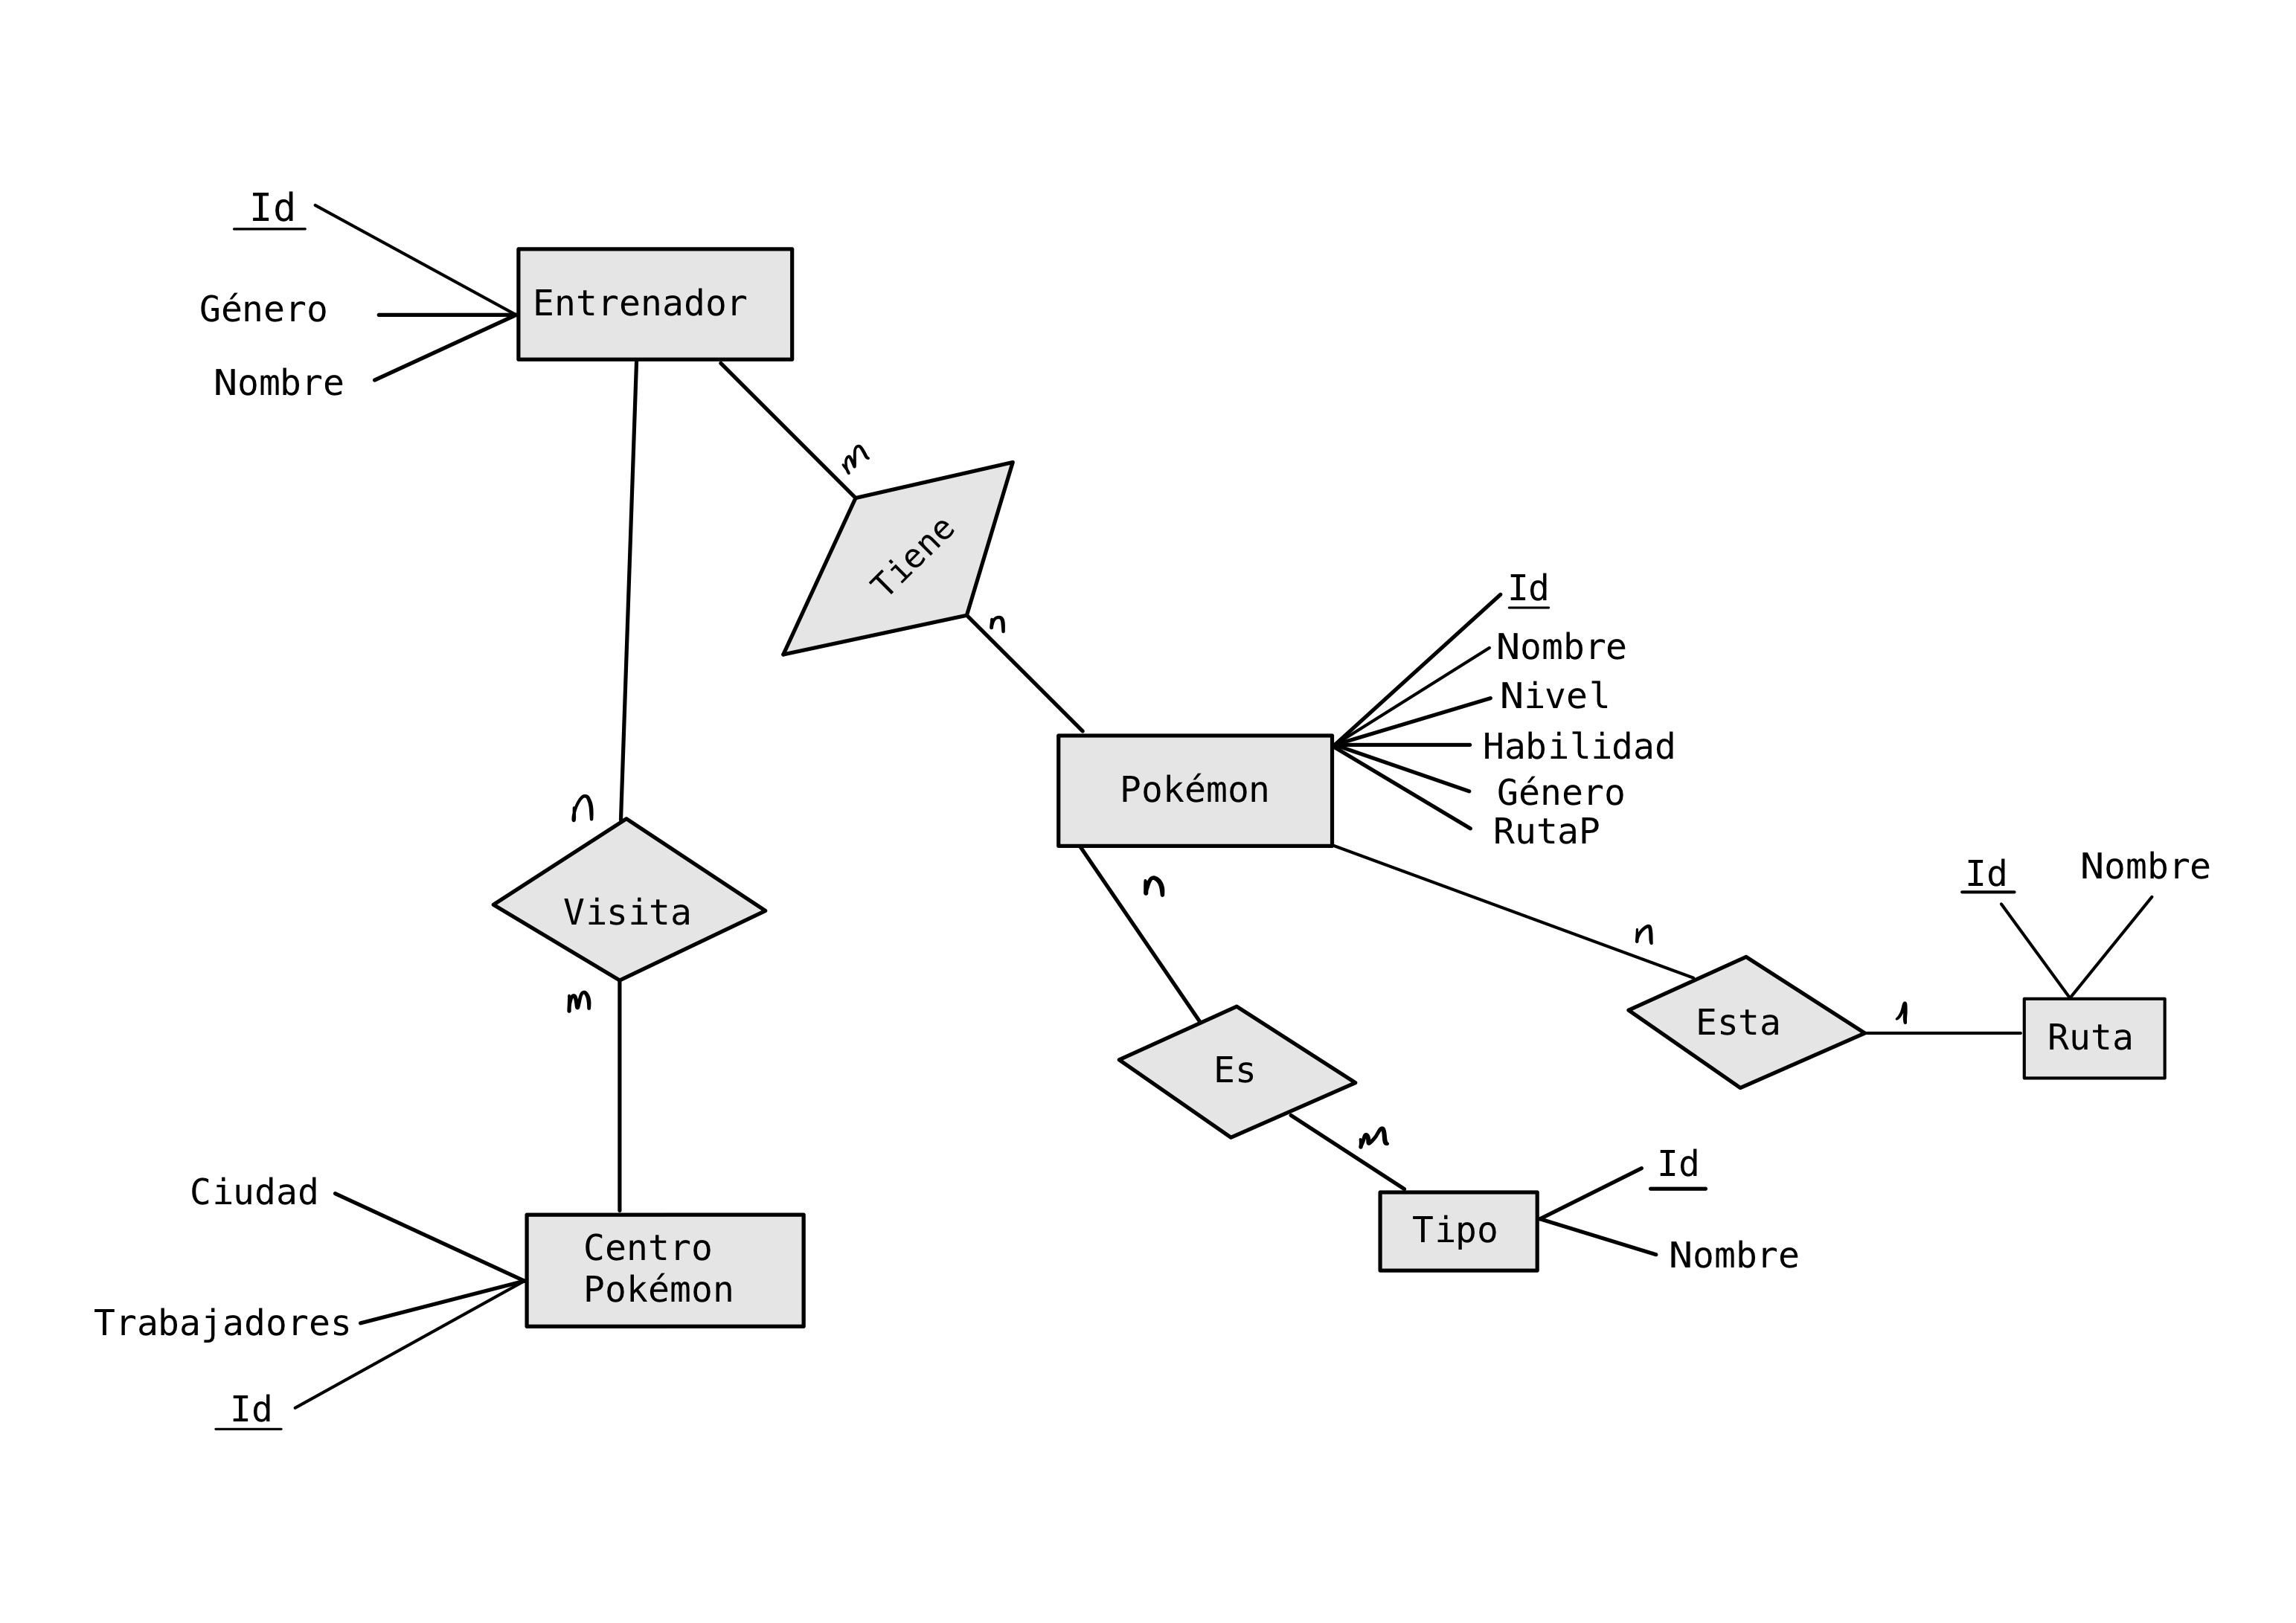 Id
Género
Nombre
Entrenador
m
Tiene
n
Id
Nombre
Nivel
Habilidad
Género
RutaP
Pokémon
n
Visita
m
n
n
Esta
1
Id
Nombre
Ruta
Es
m
Tipo
Id
Nombre
Ciudad
Trabajadores
Id
Centro
Pokémon